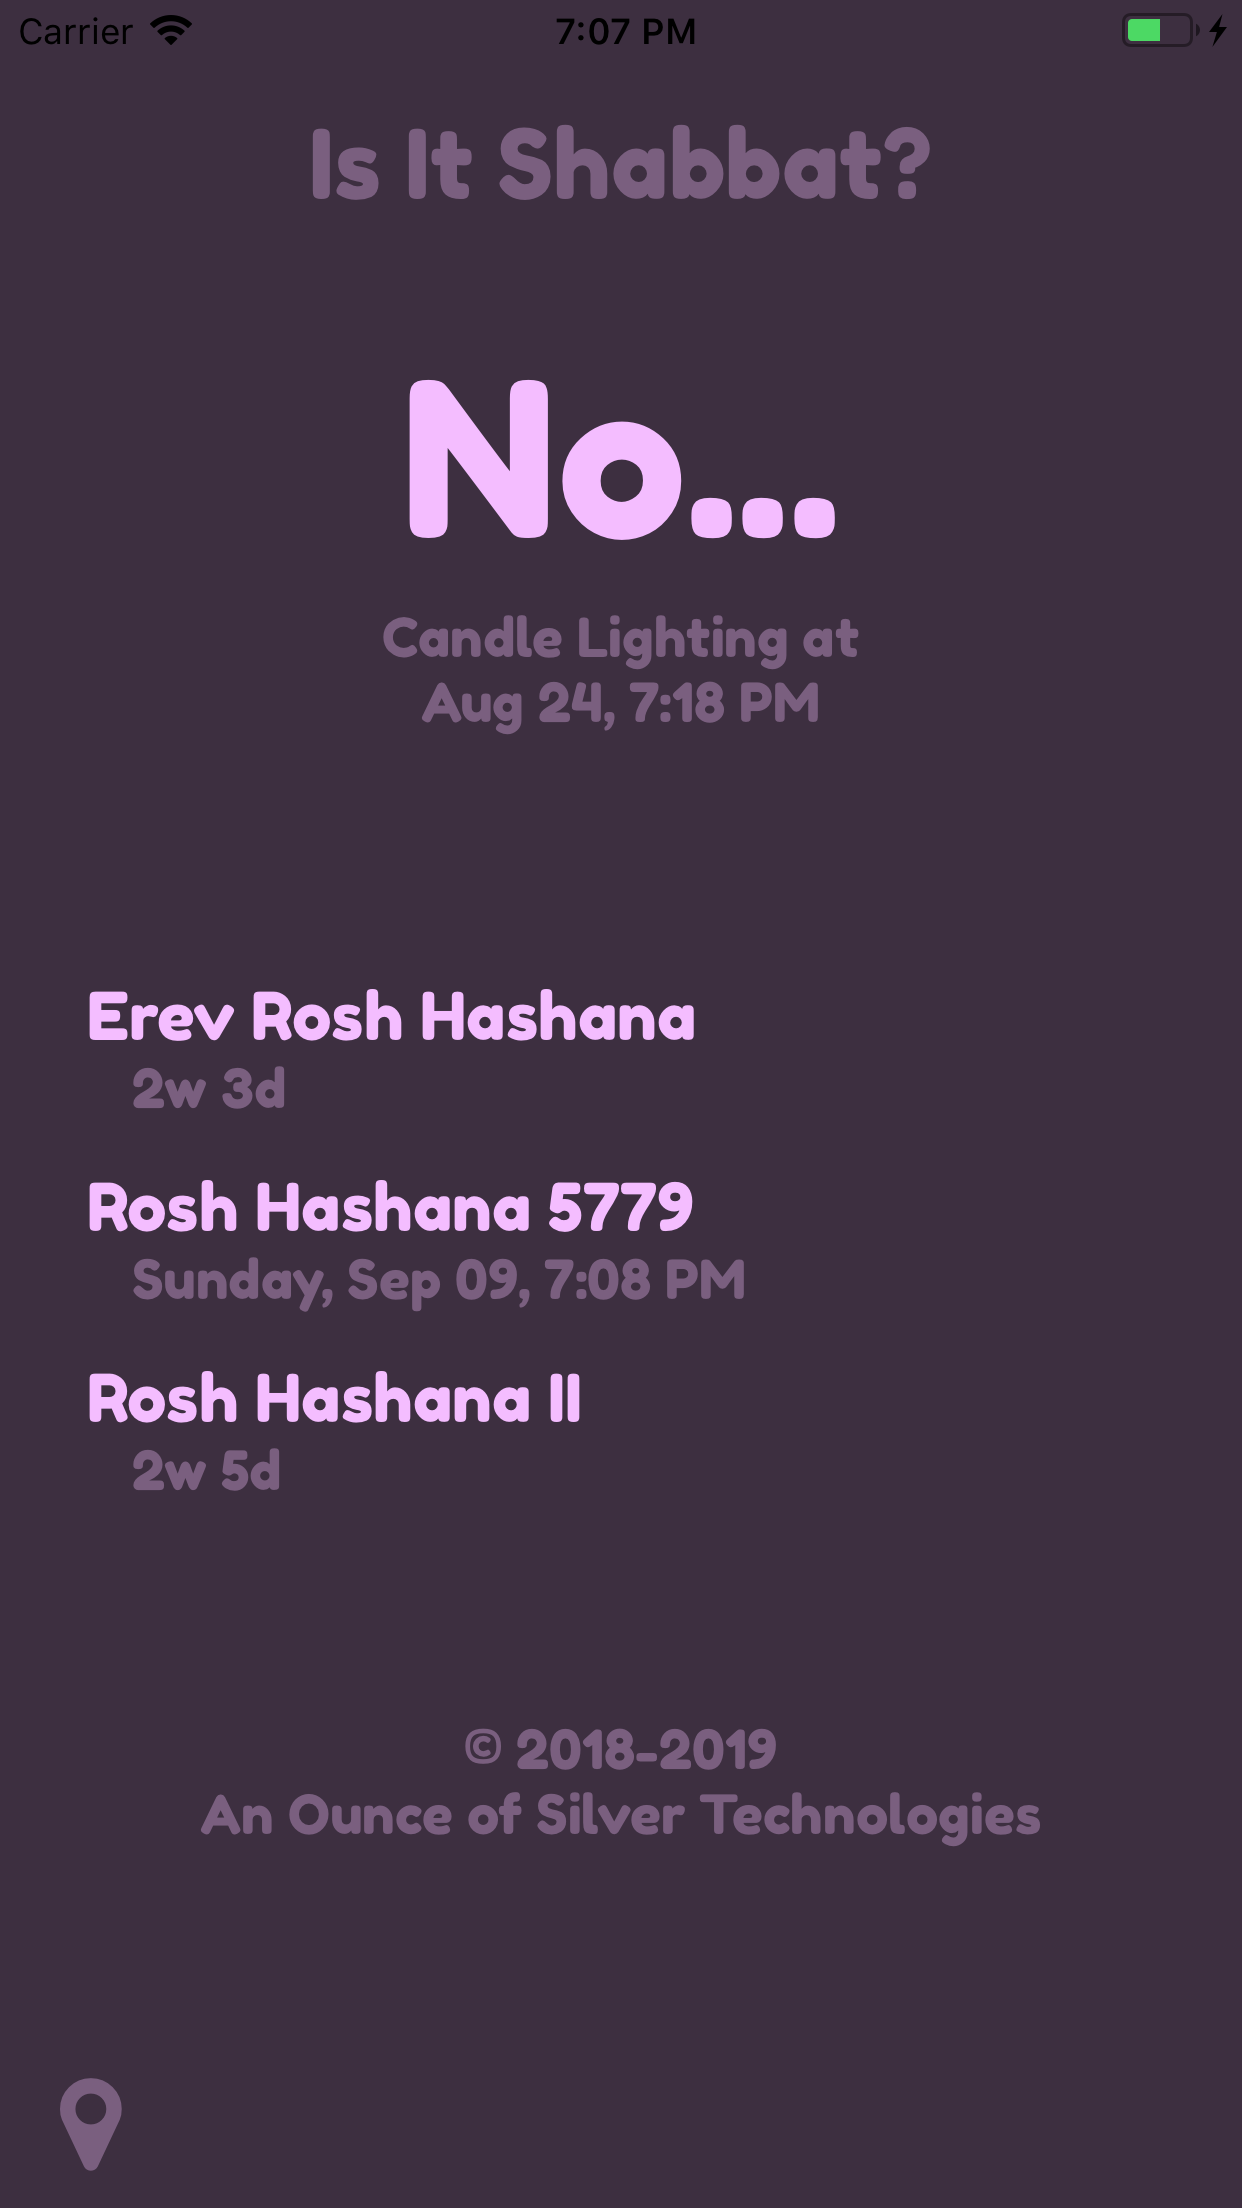 Carrier 7:07 PM
Is It Shabbat?
No...
Candle Lighting at
Aug 24, 7:18 PM
Erev Rosh Hashana
2w 3d
Rosh Hashana 5779
Sunday, Sep 09, 7:08 PM
Rosh Hashana II
2w 5d
© 2018-2019
An Ounce of Silver Technologies